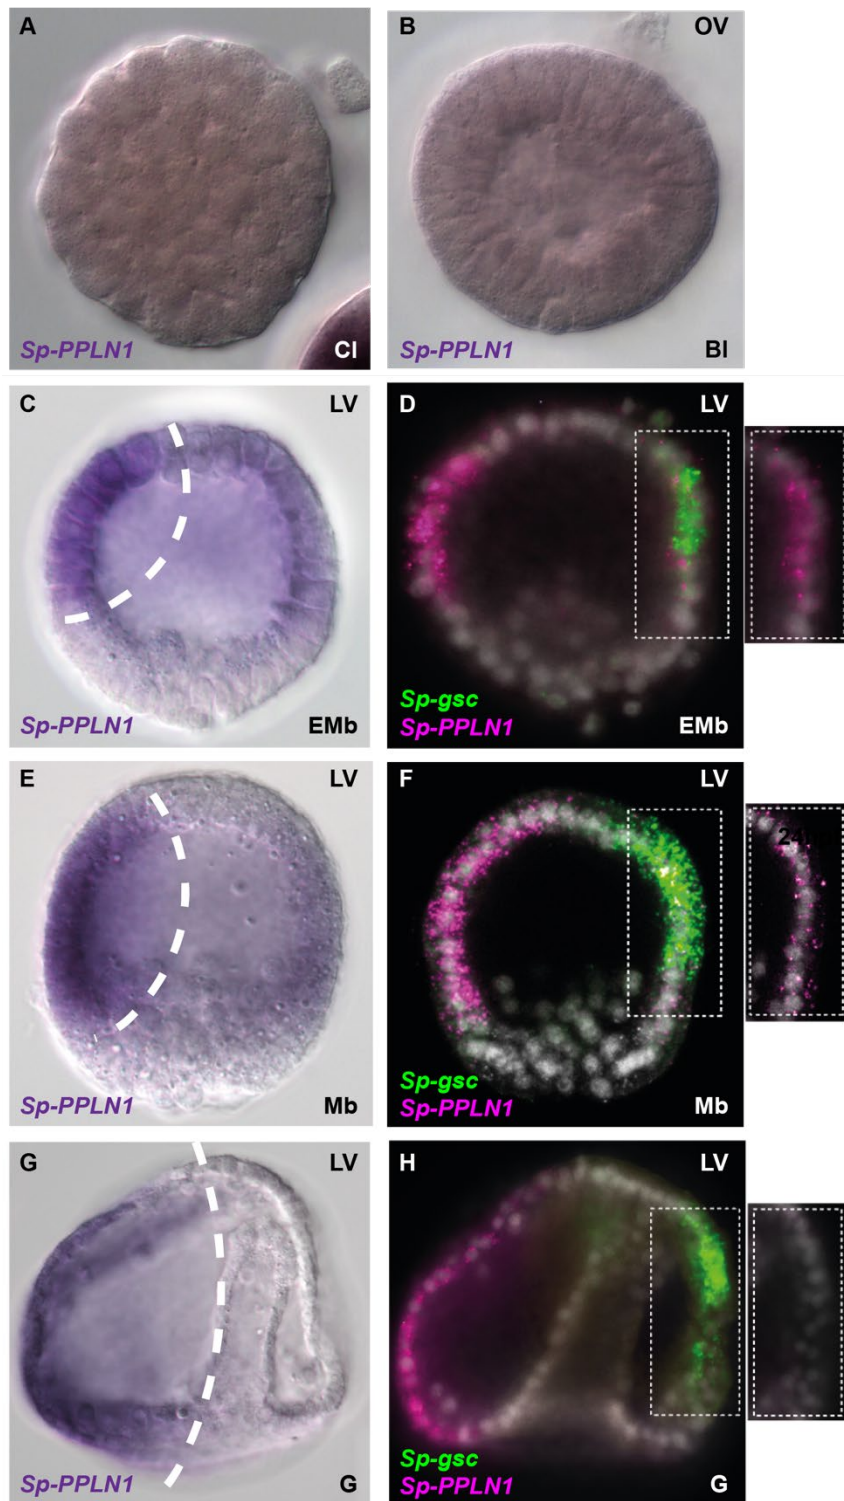 A
Sp-PPLN1
Cl
B
OV
Sp-PPLN1
Bl
C
LV
Sp-PPLN1
EMb
D
LV
Sp-gsc
Sp-PPLN1
EMb
E
LV
Sp-PPLN1
Mb
F
LV
Sp-gsc
Sp-PPLN1
Mb
G
LV
Sp-PPLN1
G
H
LV
Sp-gsc
Sp-PPLN1
G